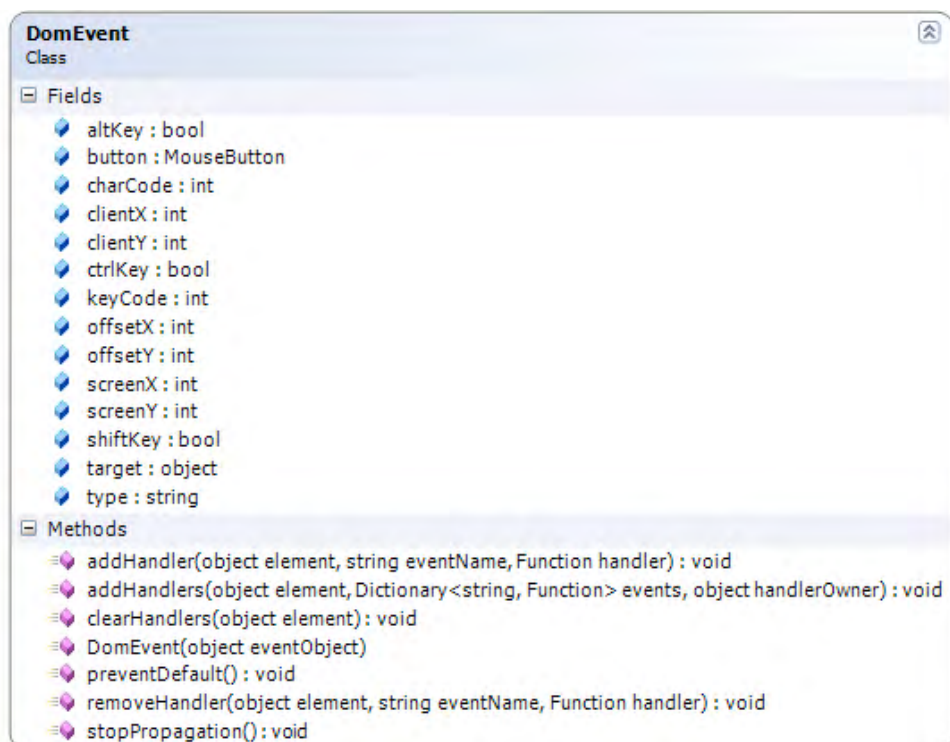 DomEvent
Class
Fields
altKey : bool
button : MouseButton
charCode : int
clientX : int
clientY : int
ctrlKey : bool
keyCode : int
offsetX : int
offsetY : int
screenX : int
screenY : int
shiftKey : bool
target : object
type : string
Methods
addHandler(object element, string eventName, Function handler) : void
addHandlers(object element, Dictionary<string, Function> events, object handlerOwner) : void
clearHandlers(object element) : void
DomEvent(object eventObject)
preventDefault() : void
removeHandler(object element, string eventName, Function handler) : void
stopPropagation() : void